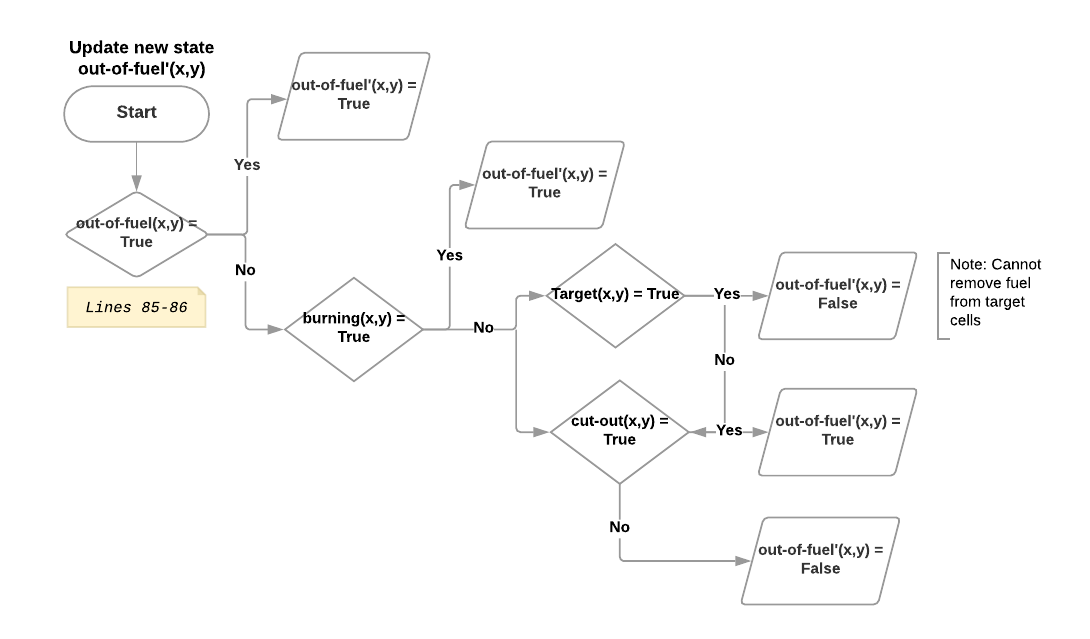 Update new state
out-of-fuel'(x,y)
Start
out-of-fuel(x,y) =
True
Lines 85-86
Yes
out-of-fuel'(x,y) =
True
No
burning(x,y) =
True
Yes
out-of-fuel'(x,y) =
True
No
Target(x,y) = True
Yes
out-of-fuel'(x,y) =
False
Note: Cannot
remove fuel
from target
cells
No
cut-out(x,y) =
True
Yes
out-of-fuel'(x,y) =
True
No
out-of-fuel'(x,y) =
False